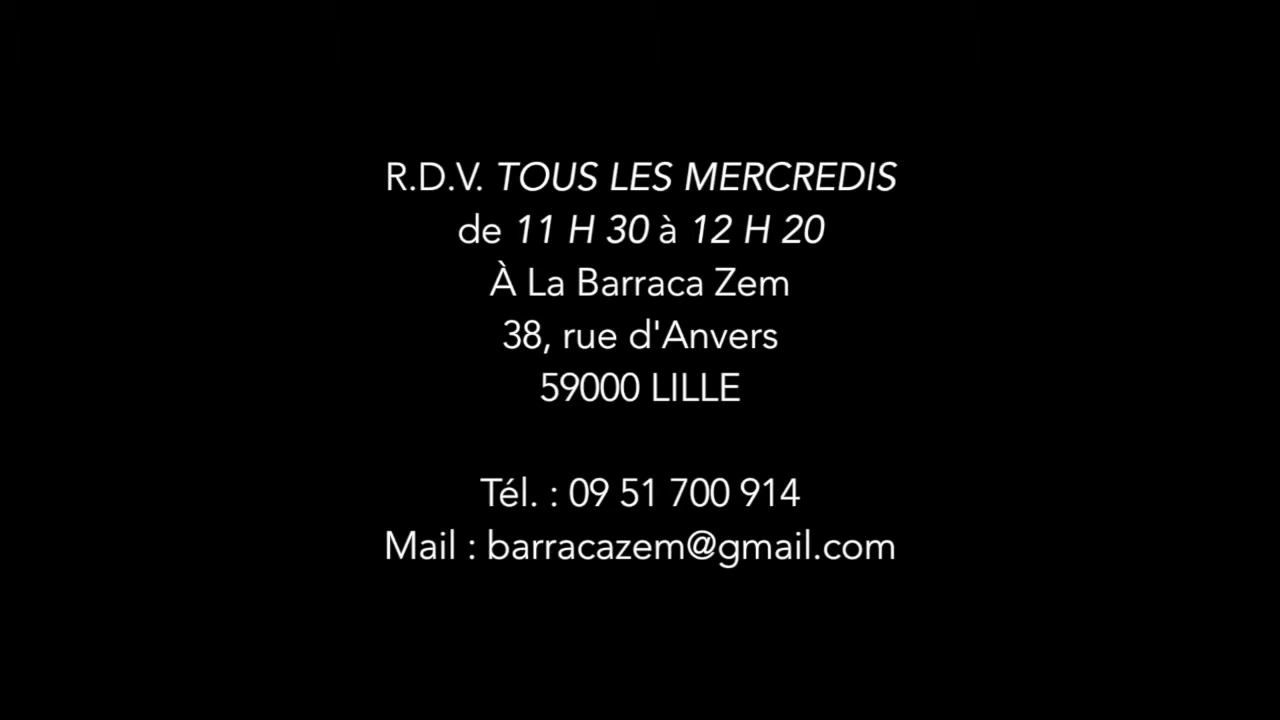 R.D.V. TOUS LES MERCREDIS
de 11 H 30 à 12 H 20
À La Barraca Zem
38, rue d'Anvers
59000 LILLE
Tél. : 09 51 700 914
Mail : barracazem@gmail.com